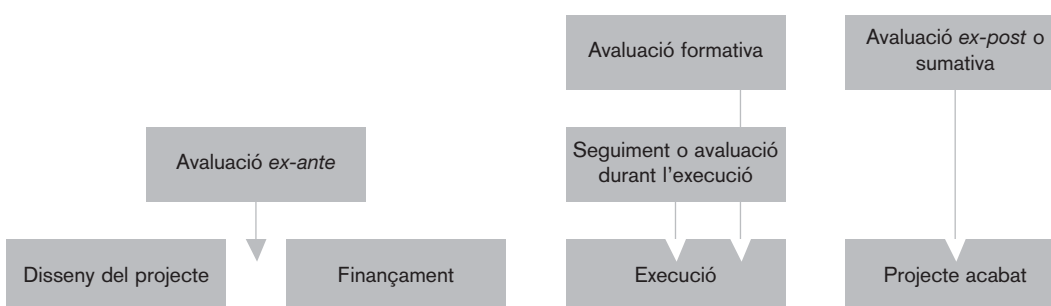 Avaluació formativa
Avaluació ex-post o
sumativa
Avaluació ex-ante
Seguiment o avaluació
durant l'execució
Disseny del projecte
Finançament
Execució
Projecte acabat